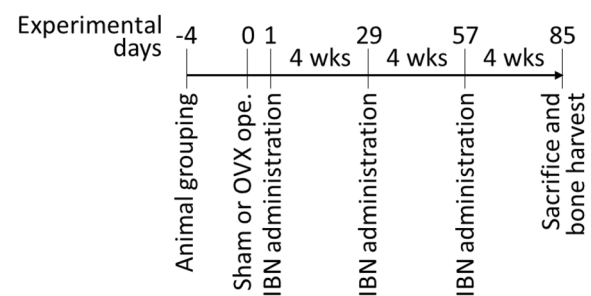 Experimental days
-4 0 1 29 57 85
4 wks 4 wks 4 wks
Animal grouping
Sham or OVX ope.
IBN administration
IBN administration
IBN administration
Sacrifice and
bone harvest